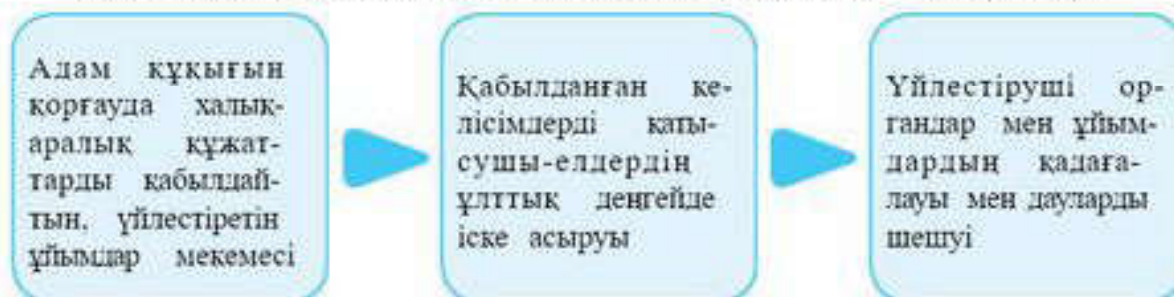 Адам құқығын
қорғауда халық-
аралық құжат-
тарды қабылдай-
тын, үйлестіретін
ұйымдар мекемесі
Қабылданған ке-
лісімдерді қаты-
сушы-елдердің
ұлттық деңгейде
іске асыруы
Үйлестіруші ор-
гандар мен ұйым-
дардың қадаға-
лауы мен дауларды
шешуі